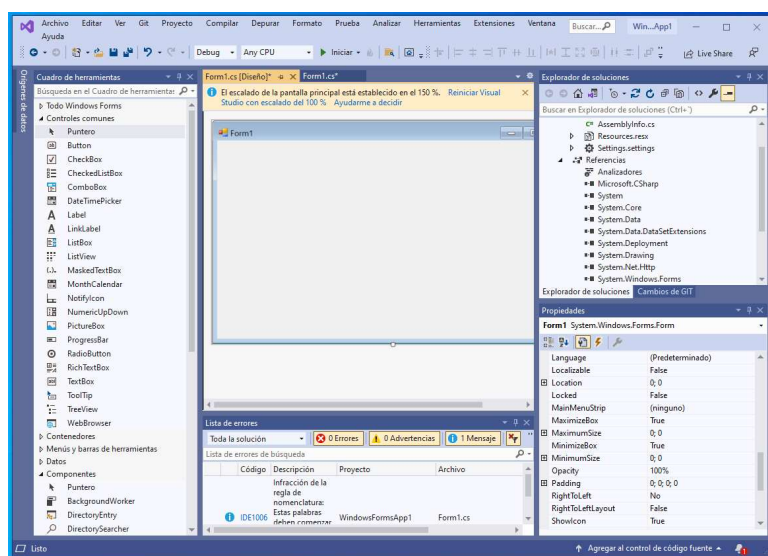 Archivo Editar Ver Git Proyecto Compilar Depurar Formato Prueba Analizar Herramientas Extensiones Ventana Buscar... Win...App1
Ayuda
Debug Any CPU Iniciar Live Share
Orígenes de datos
Cuadro de herramientas
Búsqueda en el Cuadro de herramientas
Todo Windows Forms
Controles comunes
Puntero
Button
CheckBox
CheckedListBox
ComboBox
DateTimePicker
Label
LinkLabel
ListBox
ListView
MaskedTextBox
MonthCalendar
NotifyIcon
NumericUpDown
PictureBox
ProgressBar
RadioButton
RichTextBox
TextBox
ToolTip
TreeView
WebBrowser
Contenedores
Menús y barras de herramientas
Datos
Componentes
Puntero
BackgroundWorker
DirectoryEntry
DirectorySearcher
Form1.cs [Diseño]* Form1.cs*
El escalado de la pantalla principal está establecido en el 150 %. Reiniciar Visual
Studio con escalado del 100 % Ayudarme a decidir
Form1
Lista de errores
Toda la solución 0 Errores 0 Advertencias 1 Mensaje
Lista de errores de búsqueda
Código Descripción Proyecto Archivo
Infracción de la
regla de
nomenclatura:
Estas palabras
IDE1006 deben comenzar WindowsFormsApp1 Form1.cs
Explorador de soluciones
Buscar en Explorador de soluciones (Ctrl+´)
AssemblyInfo.cs
Resources.resx
Settings.settings
Referencias
Analizadores
Microsoft.CSharp
System
System.Core
System.Data
System.Data.DataSetExtensions
System.Deployment
System.Drawing
System.Net.Http
System.Windows.Forms
Explorador de soluciones Cambios de GIT
Propiedades
Form1 System.Windows.Forms.Form
Language (Predeterminado)
Localizable False
Location 0; 0
Locked False
MainMenuStrip (ninguno)
MaximizeBox True
MaximumSize 0; 0
MinimizeBox True
MinimumSize 0; 0
Opacity 100%
Padding 0; 0; 0; 0
RightToLeft No
RightToLeftLayout False
ShowIcon True
Listo Agregar al control de código fuente 1